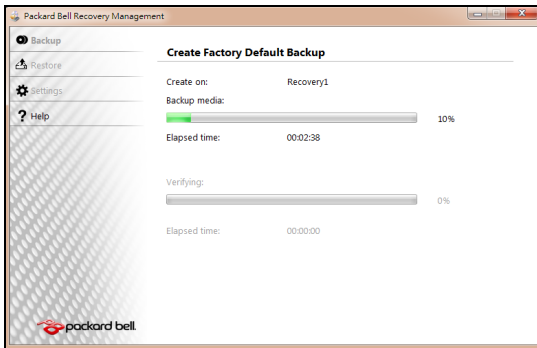 Packard Bell Recovery Management
Backup
Restore
Settings
Help
Create Factory Default Backup
Create on: Recovery1
Backup media:
10%
Elapsed time: 00:02:38
Verifying:
0%
Elapsed time: 00:00:00
packard bell.